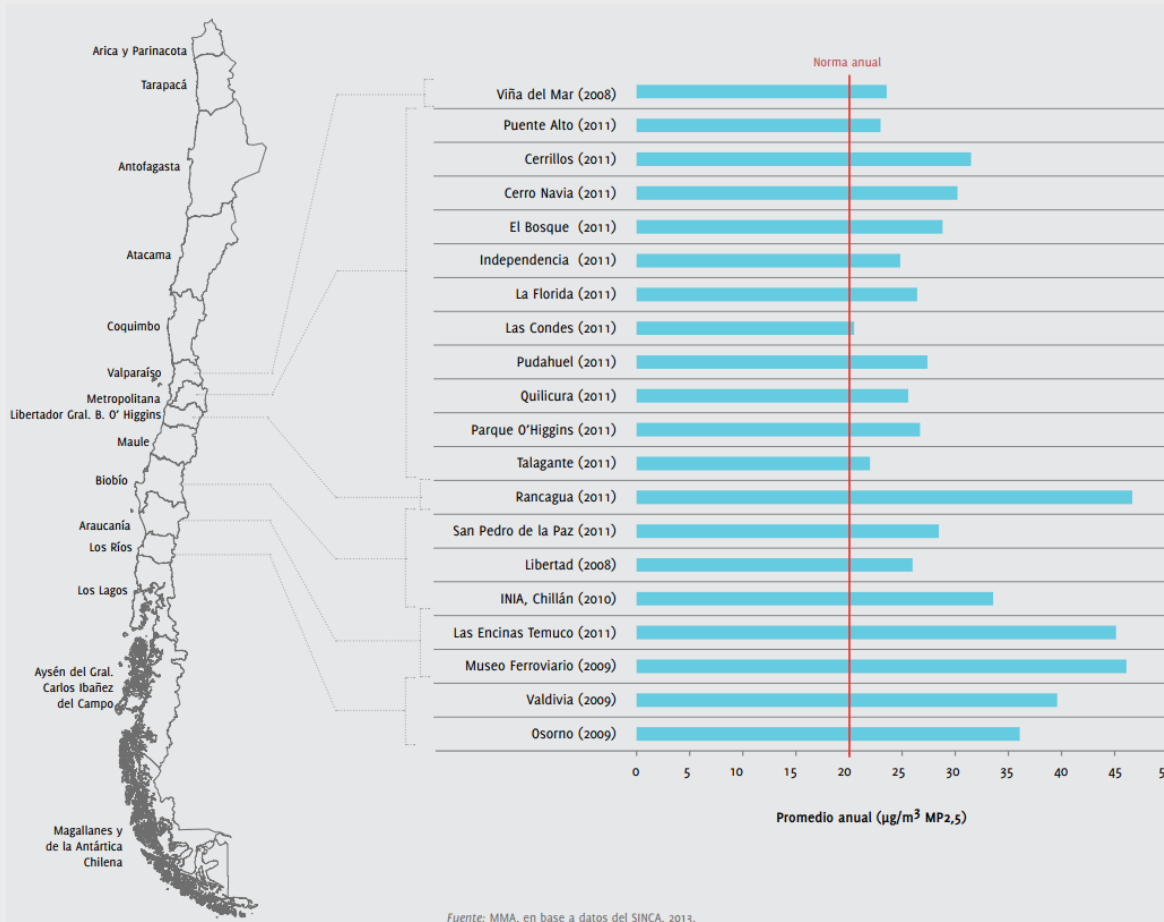 Arica y Parinacota
Tarapacá
Antofagasta
Atacama
Coquimbo
Valparaíso
Metropolitana
Libertador Gral. B. O' Higgins
Maule
Biobío
Araucanía
Los Ríos
Los Lagos
Aysén del Gral.
Carlos Ibañez
del Campo
Magallanes y
de la Antártica
Chilena
Norma anual
Viña del Mar (2008)
Puente Alto (2011)
Cerrillos (2011)
Cerro Navia (2011)
El Bosque (2011)
Independencia (2011)
La Florida (2011)
Las Condes (2011)
Pudahuel (2011)
Quilicura (2011)
Parque O'Higgins (2011)
Talagante (2011)
Rancagua (2011)
San Pedro de la Paz (2011)
Libertad (2008)
INIA, Chillán (2010)
Las Encinas Temuco (2011)
Museo Ferroviario (2009)
Valdivia (2009)
Osorno (2009)
0 5 10 15 20 25 30 35 40 45
Promedio anual (µg/m³ MP2,5)
Fuente: MMA, en base a datos del SINCA, 2013.